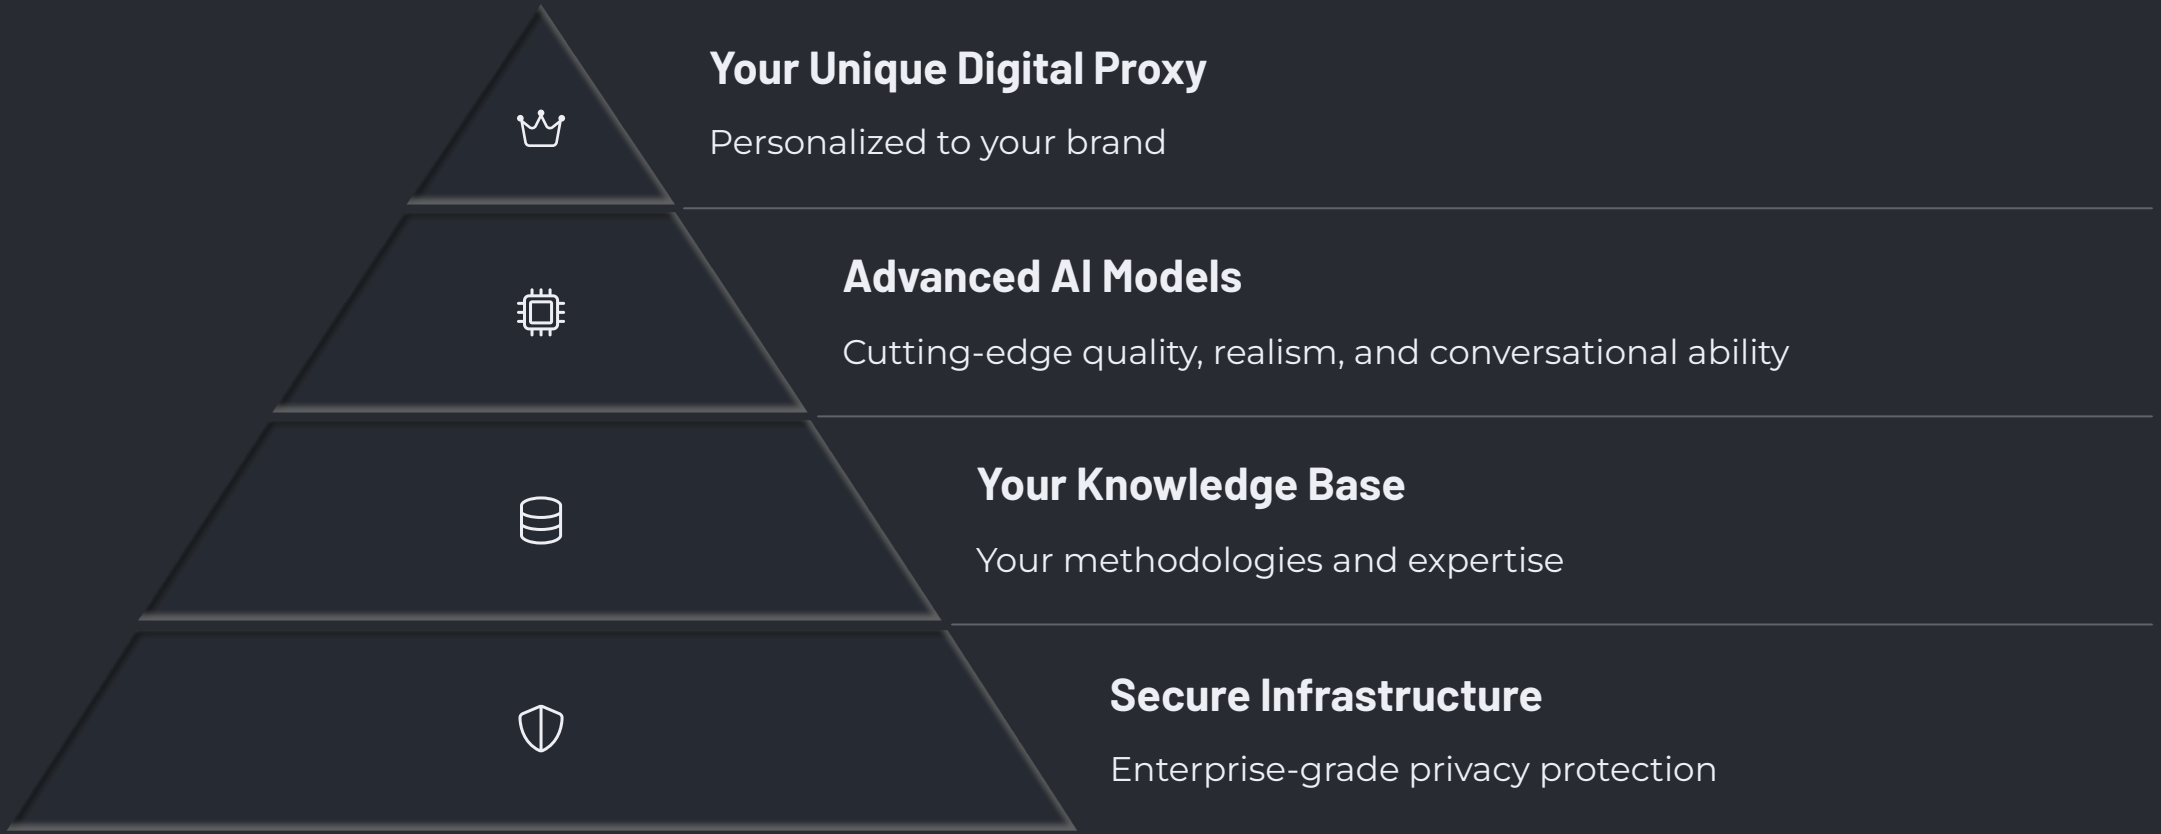 Your Unique Digital Proxy
Personalized to your brand
Advanced AI Models
Cutting-edge quality, realism, and conversational ability
Your Knowledge Base
Your methodologies and expertise
Secure Infrastructure
Enterprise-grade privacy protection